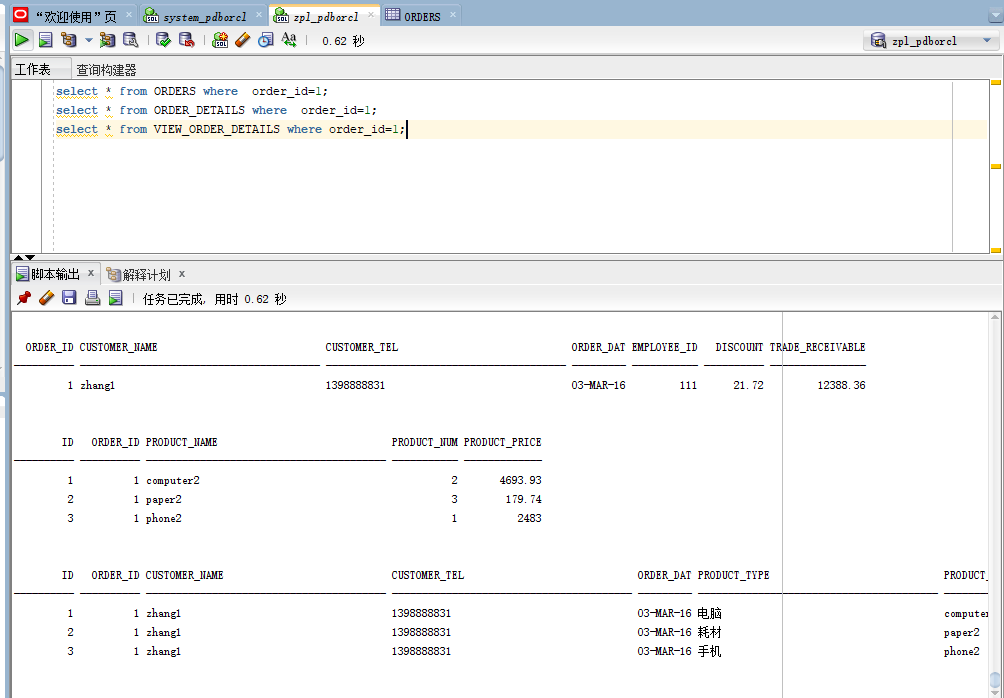 “欢迎使用”页 system_pdborcl zpl_pdborcl ORDERS
0.62 秒 zpl_pdborcl
工作表 查询构建器
select * from ORDERS where  order_id=1;
select * from ORDER_DETAILS where  order_id=1;
select * from VIEW_ORDER_DETAILS where order_id=1;
脚本输出 x 解释计划 x
任务已完成, 用时 0.62 秒
ORDER_ID CUSTOMER_NAME CUSTOMER_TEL ORDER_DAT EMPLOYEE_ID DISCOUNT TRADE_RECEIVABLE
1 zhang1 1398888831 03-MAR-16 111 21.72 12388.36
ID ORDER_ID PRODUCT_NAME PRODUCT_NUM PRODUCT_PRICE
1 1 computer2 2 4693.93
2 1 paper2 3 179.74
3 1 phone2 1 2483
ID ORDER_ID CUSTOMER_NAME CUSTOMER_TEL ORDER_DAT PRODUCT_TYPE PRODUCT_
1 1 zhang1 1398888831 03-MAR-16 电脑 computer
2 1 zhang1 1398888831 03-MAR-16 耗材 paper2
3 1 zhang1 1398888831 03-MAR-16 手机 phone2